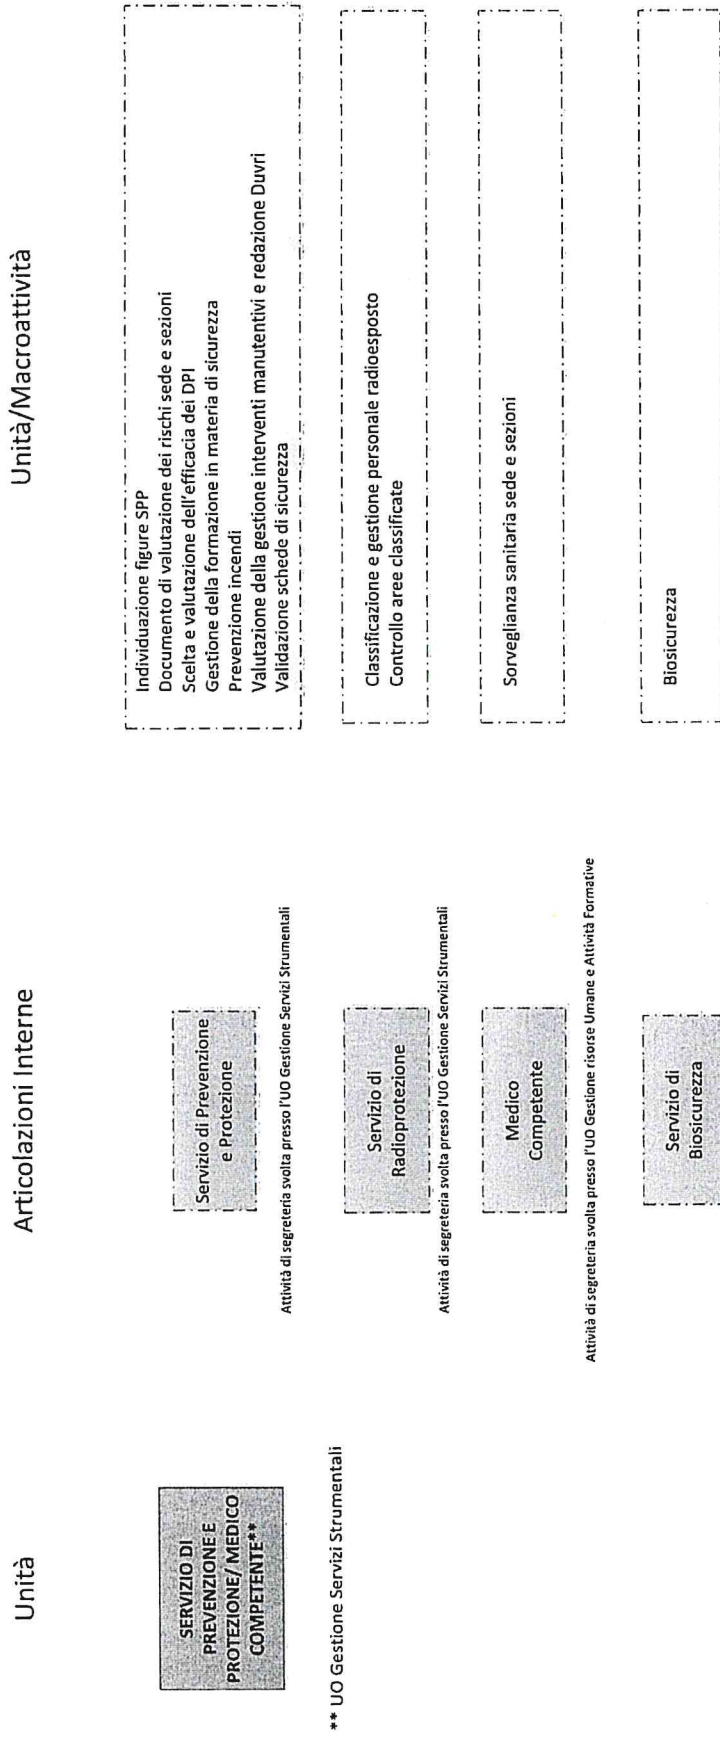 Unità
Articolazioni Interne
Unità/Macroattività
SERVIZIO DI
PREVENZIONE E
PROTEZIONE/ MEDICO
COMPETENTE**
** UO Gestione Servizi Strumentali
Servizio di Prevenzione
e Protezione
Attività di segreteria svolta presso l'UO Gestione Servizi Strumentali
Individuazione figure SPP
Documento di valutazione dei rischi sede e sezioni
Scelta e valutazione dell'efficacia dei DPI
Gestione della formazione in materia di sicurezza
Prevenzione incendi
Valutazione della gestione interventi manutentivi e redazione Duvri
Validazione schede di sicurezza
Servizio di
Radioprotezione
Attività di segreteria svolta presso l'UO Gestione Servizi Strumentali
Classificazione e gestione personale radioesposto
Controllo aree classificate
Medico
Competente
Attività di segreteria svolta presso l'UO Gestione risorse Umane e Attività Formative
Sorveglianza sanitaria sede e sezioni
Servizio di
Biosicurezza
Biosicurezza